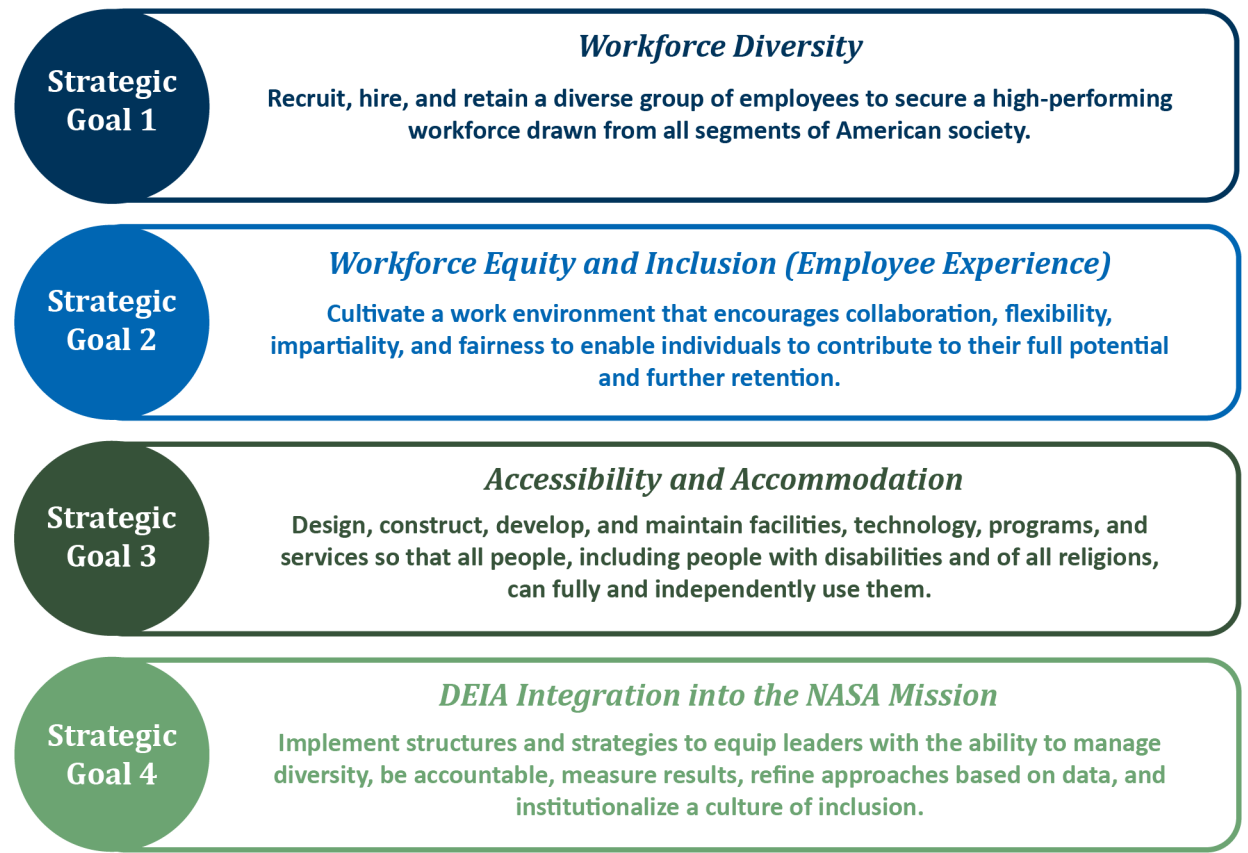 Strategic
Goal 1
Workforce Diversity
Recruit, hire, and retain a diverse group of employees to secure a high-performing
workforce drawn from all segments of American society.
Strategic
Goal 2
Workforce Equity and Inclusion (Employee Experience)
Cultivate a work environment that encourages collaboration, flexibility,
impartiality, and fairness to enable individuals to contribute to their full potential
and further retention.
Strategic
Goal 3
Accessibility and Accommodation
Design, construct, develop, and maintain facilities, technology, programs, and
services so that all people, including people with disabilities and of all religions,
can fully and independently use them.
Strategic
Goal 4
DEIA Integration into the NASA Mission
Implement structures and strategies to equip leaders with the ability to manage
diversity, be accountable, measure results, refine approaches based on data, and
institutionalize a culture of inclusion.